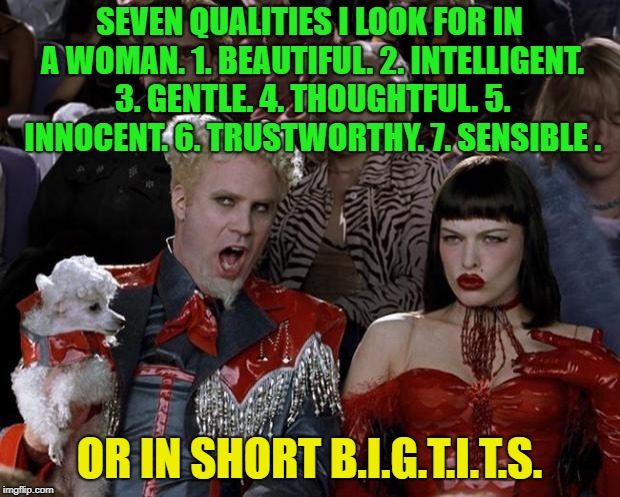 SEVEN QUALITIES I LOOK FOR IN
A WOMAN. 1. BEAUTIFUL. 2. INTELLIGENT.
3. GENTLE. 4. THOUGHTFUL. 5.
INNOCENT. 6. TRUSTWORTHY. 7. SENSIBLE .
OR IN SHORT B.I.G.T.I.T.S.
imgflip.com